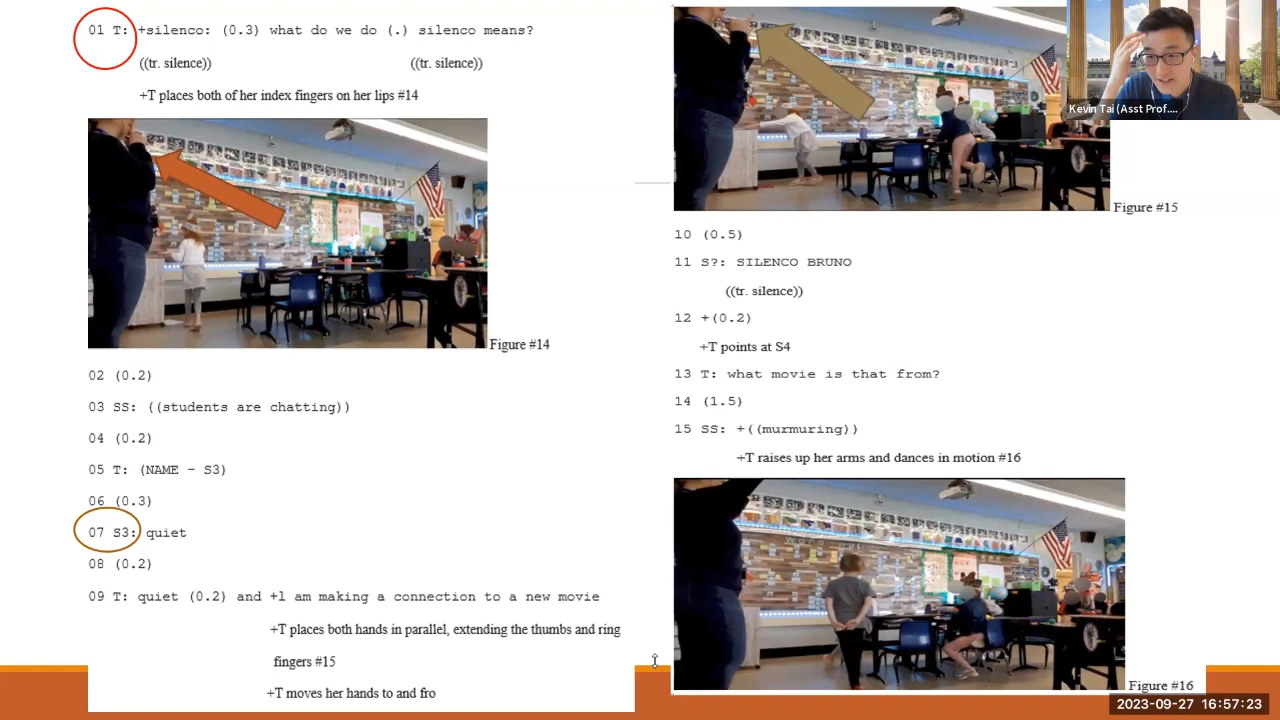 01 T: +silenco: (0.3) what do we do (.) silenco means?
((tr. silence)) ((tr. silence))
+T places both of her index fingers on her lips #14
Figure #14
02 (0.2)
03 SS: ((students are chatting))
04 (0.2)
05 T: (NAME – S3)
06 (0.3)
07 S3: quiet
08 (0.2)
09 T: quiet (0.2) and +l am making a connection to a new movie
+T places both hands in parallel, extending the thumbs and ring
fingers #15
+T moves her hands to and fro
Figure #15
10 (0.5)
11 S?: SILENCO BRUNO
((tr. silence))
12 +(0.2)
+T points at S4
13 T: what movie is that from?
14 (1.5)
15 SS: +((murmuring))
+T raises up her arms and dances in motion #16
Figure #16
Kevin Tai (Asst Prof....
2023-09-27 16:57:23